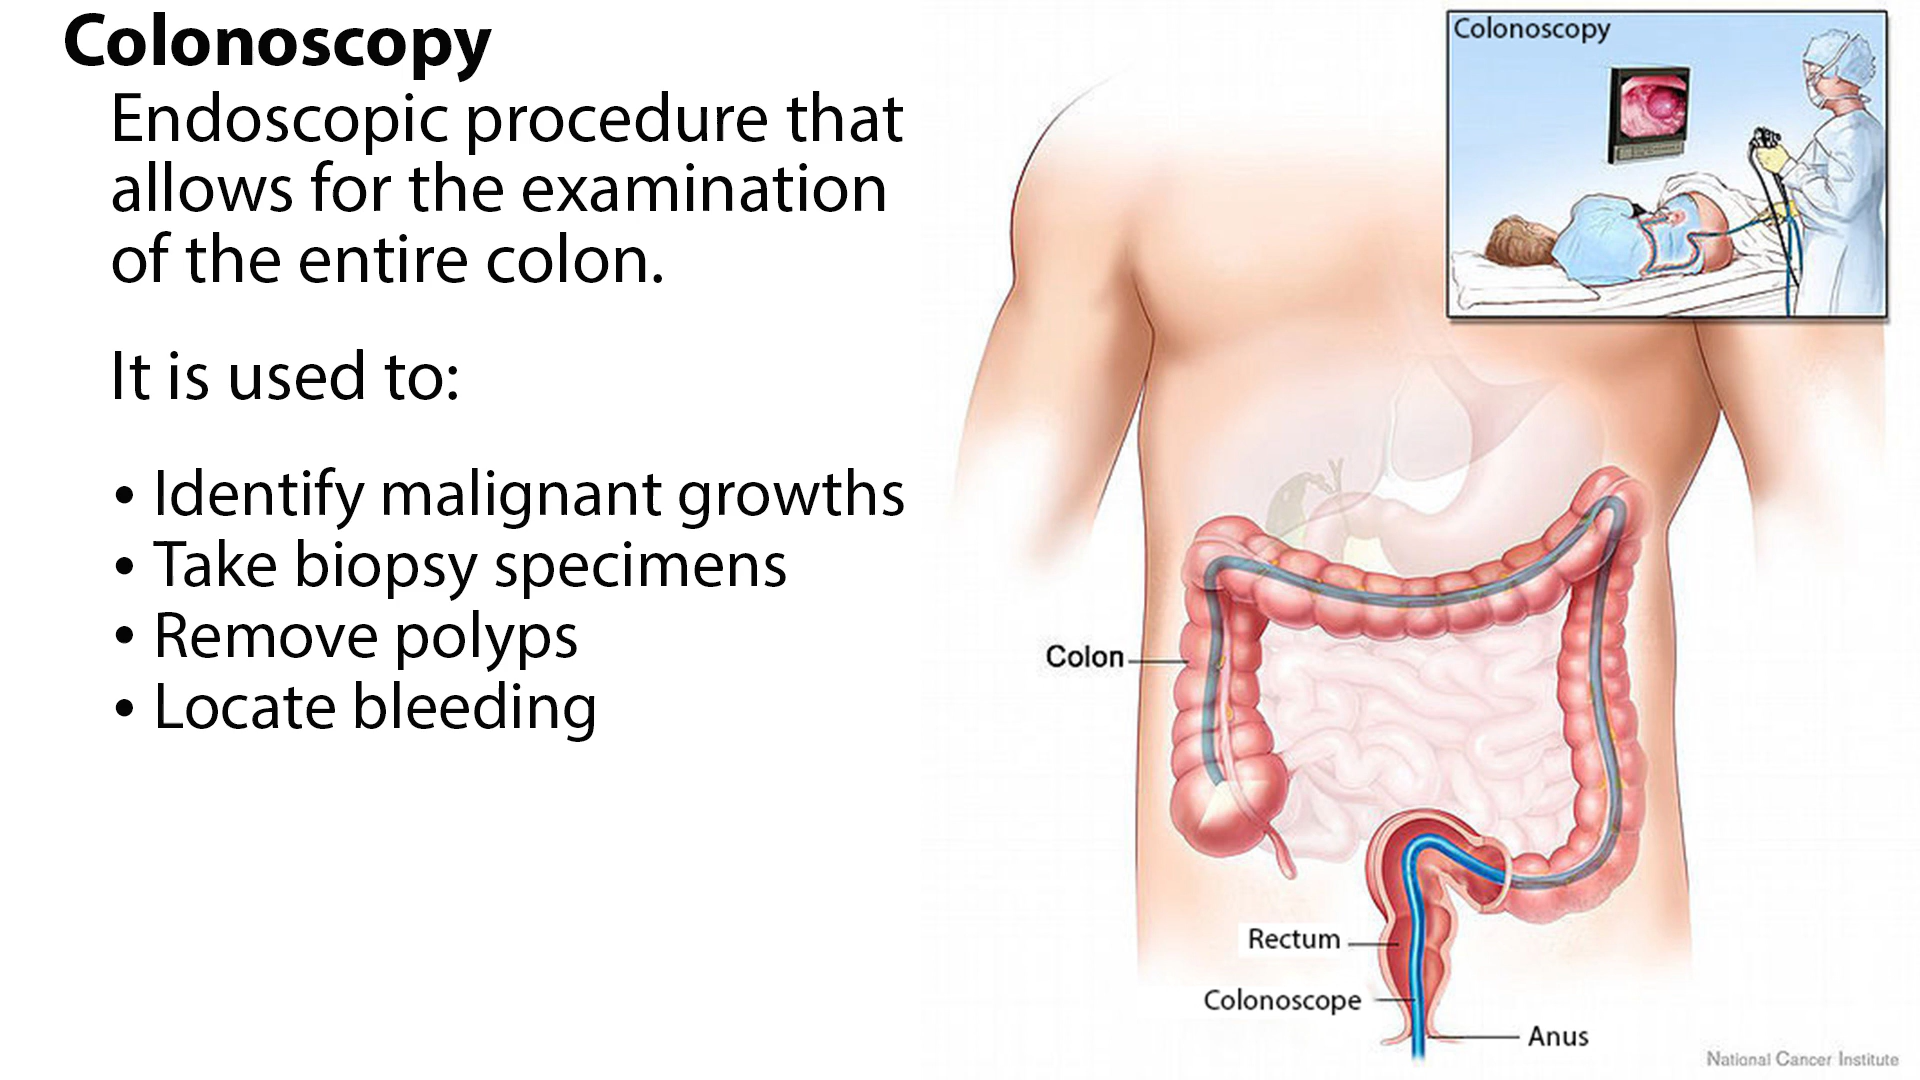 Colonoscopy
Endoscopic procedure that
allows for the examination
of the entire colon.
It is used to:
• Identify malignant growths
• Take biopsy specimens
• Remove polyps
• Locate bleeding
Colonoscopy
Colon
Rectum
Colonoscope
Anus
National Cancer Institute